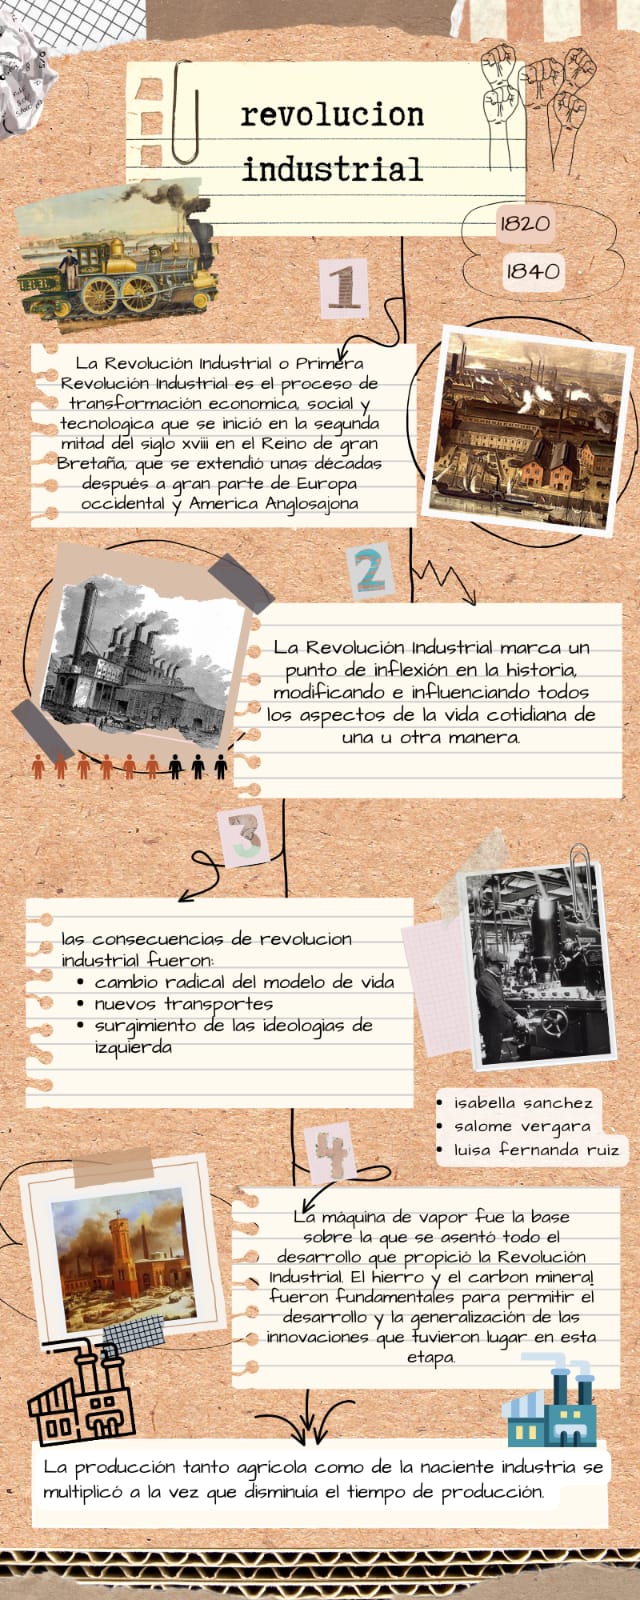 revolucion
industrial
1820
1840
1
La Revolución Industrial o Primera
Revolución Industrial es el proceso de
transformación economica, social y
tecnologica que se inició en la segunda
mitad del siglo xviii en el Reino de gran
Bretaña, que se extendió unas décadas
después a gran parte de Europa
occidental y America Anglosajona
2
La Revolución Industrial marca un
punto de inflexión en la historia,
modificando e influenciando todos
los aspectos de la vida cotidiana de
una u otra manera.
3
las consecuencias de revolucion
industrial fueron:
• cambio radical del modelo de vida
• nuevos transportes
• surgimiento de las ideologias de
izquierda
• isabella sanchez
• salome vergara
• luisa fernanda ruiz
4
La máquina de vapor fue la base
sobre la que se asentó todo el
desarrollo que propició la Revolución
Industrial. El hierro y el carbon mineral
fueron fundamentales para permitir el
desarrollo y la generalización de las
innovaciones que tuvieron lugar en esta
etapa.
La producción tanto agrícola como de la naciente industria se
multiplicó a la vez que disminuía el tiempo de producción.